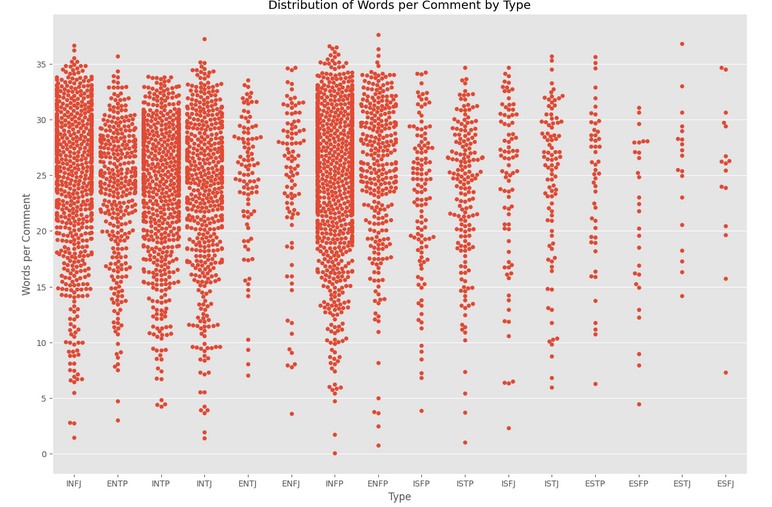 Distribution of Words per Comment by Type
Words per Comment
35
30
25
20
15
10
5
0
INFJ ENTP INTP INTJ ENTJ ENFJ INFP ENFP ISFP ISTP ISFJ ISTJ ESTP ESFP ESTJ ESFJ
Type